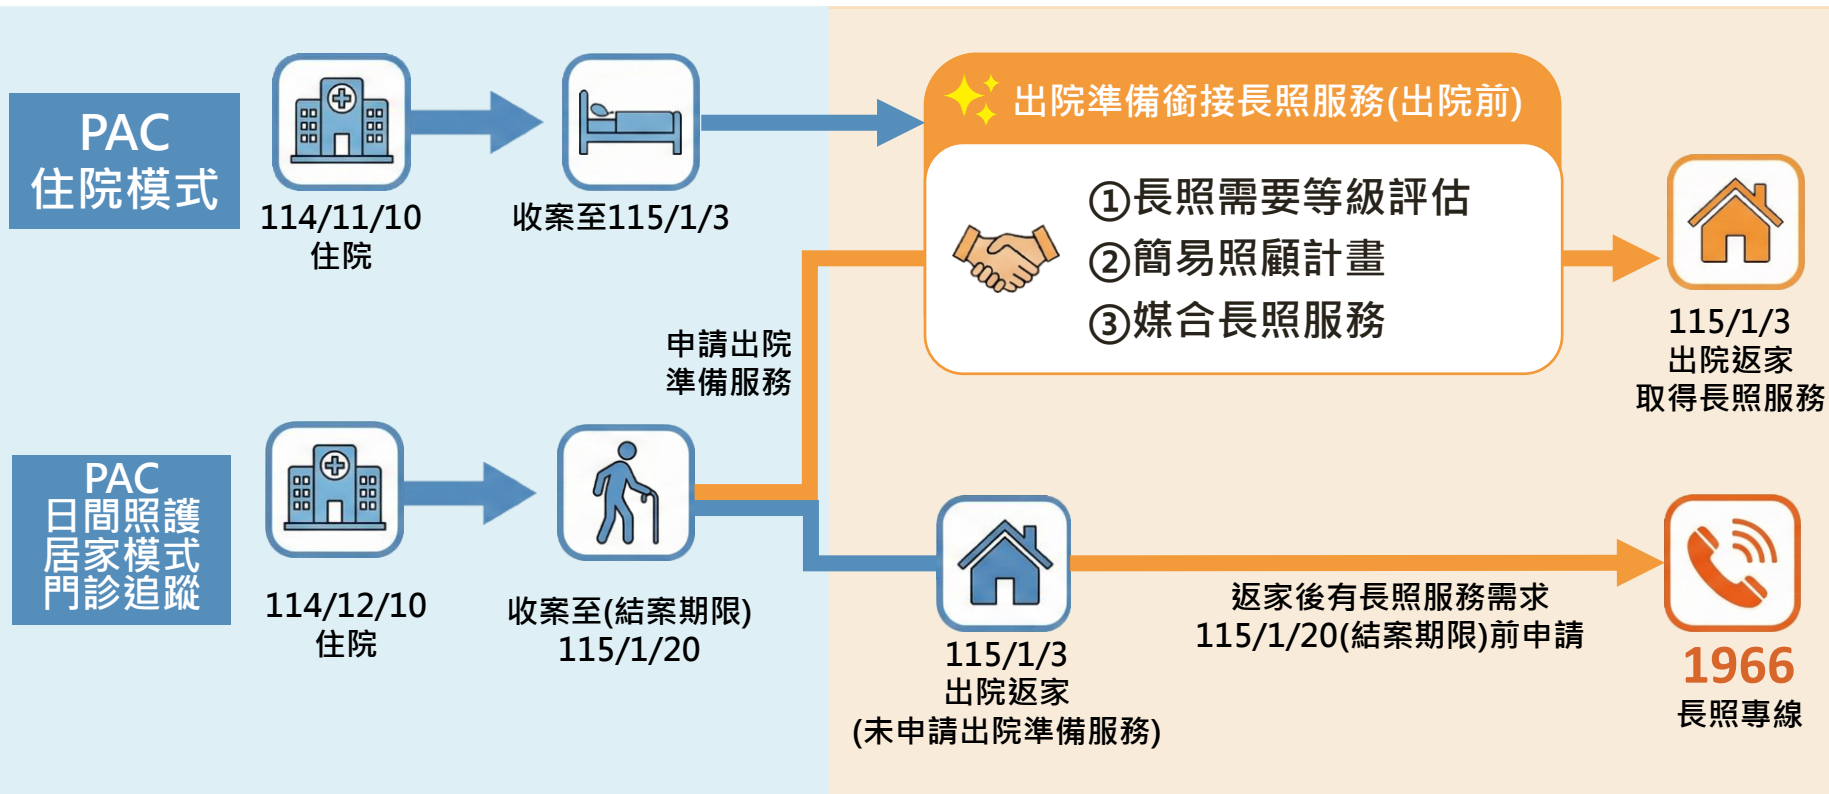 PAC
住院模式
114/11/10
住院
收案至115/1/3
出院準備銜接長照服務(出院前)
①長照需要等級評估
②簡易照顧計畫
③媒合長照服務
115/1/3
出院返家
取得長照服務
申請出院
準備服務
PAC
日間照護
居家模式
門診追蹤
114/12/10
住院
收案至(結案期限)
115/1/20
115/1/3
出院返家
(未申請出院準備服務)
返家後有長照服務需求
115/1/20(結案期限)前申請
1966
長照專線